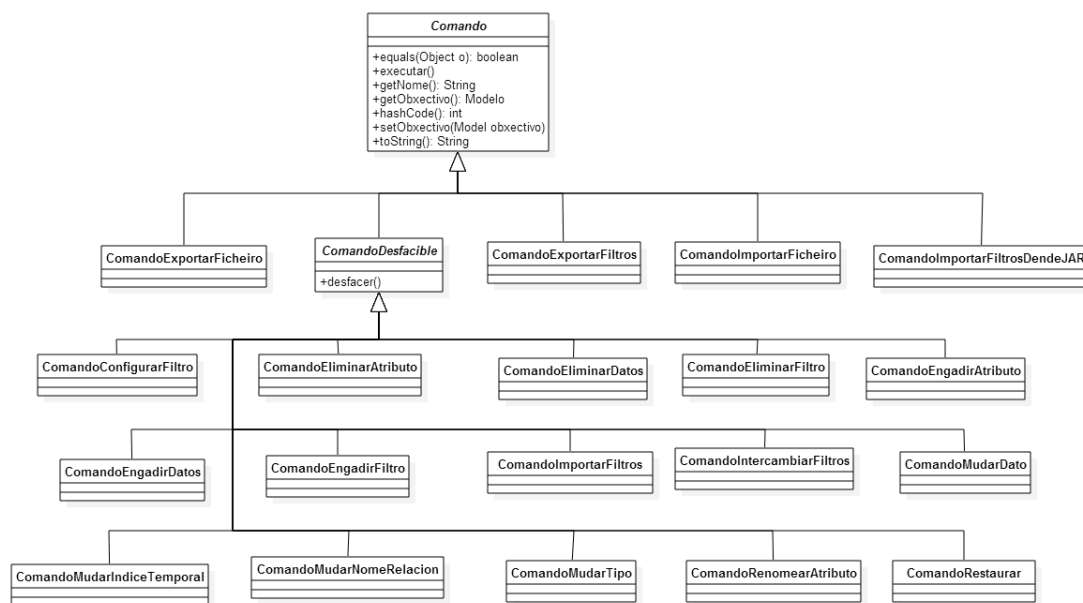 Comando
+equals(Object o): boolean
+executar()
+getNome(): String
+getObxectivo(): Modelo
+hashCode(): int
+setObxectivo(Model obxectivo)
+toString(): String
ComandoExportarFicheiro
ComandoDesfacible
+desfacer()
ComandoExportarFiltros
ComandoImportarFicheiro
ComandoImportarFiltrosDendeJAR
ComandoConfigurarFiltro
ComandoEliminarAtributo
ComandoEliminarDatos
ComandoEliminarFiltro
ComandoEngadirAtributo
ComandoEngadirDatos
ComandoEngadirFiltro
ComandoImportarFiltros
ComandoIntercambiarFiltros
ComandoMudarDato
ComandoMudarIndiceTemporal
ComandoMudarNomeRelacion
ComandoMudarTipo
ComandoRenomearAtributo
ComandoRestaurar